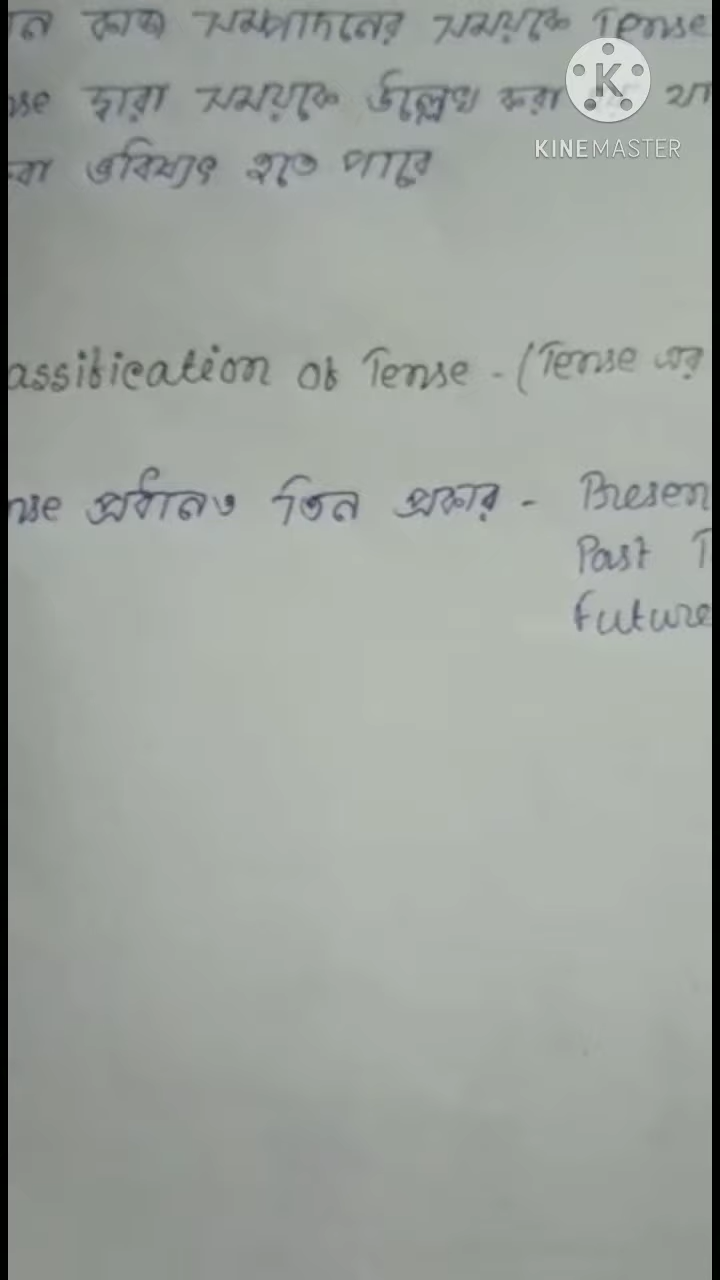 ন কাজ সম্পাদনের সময়কে Tense
se দ্বারা সময়কে উল্লেখ করা যা
বা ভবিষ্যৎ হতে পারে
KINEMASTER
assification of Tense - (Tense এর
nse প্রধানত তিন প্রকার - Presen
Past T
Future